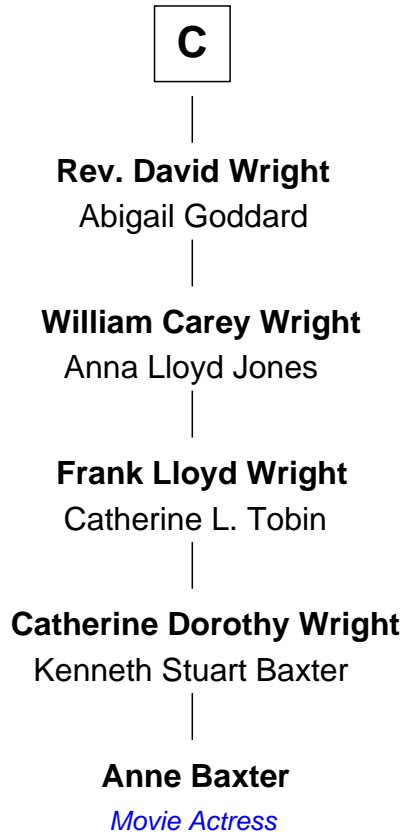 C
Rev. David Wright
Abigail Goddard
William Carey Wright
Anna Lloyd Jones
Frank Lloyd Wright
Catherine L. Tobin
Catherine Dorothy Wright
Kenneth Stuart Baxter
Anne Baxter
Movie Actress